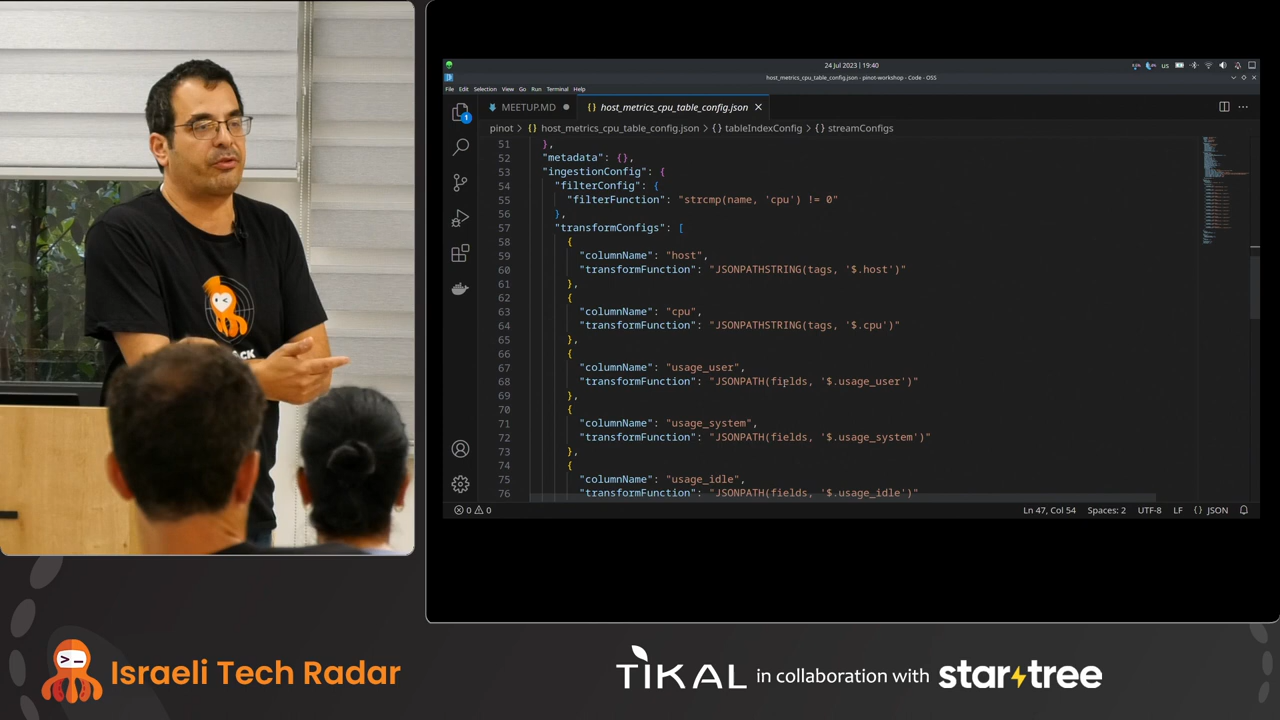 ACK
24 Jul 2023 | 19:40
us
host_metrics_cpu_table_config.json - pinot-workshop - Code - OSS
File Edit Selection View Go Run Terminal Help
1
MEETUP.MD
{} host_metrics_cpu_table_config.json
pinot > {} host_metrics_cpu_table_config.json > {} tableIndexConfig > {} streamConfigs
51 },
52 "metadata": {},
53 "ingestionConfig": {
54 "filterConfig": {
55 "filterFunction": "strcmp(name, 'cpu') != 0"
56 },
57 "transformConfigs": [
58 {
59 "columnName": "host",
60 "transformFunction": "JSONPATHSTRING(tags, '$.host')"
61 },
62 {
63 "columnName": "cpu",
64 "transformFunction": "JSONPATHSTRING(tags, '$.cpu')"
65 },
66 {
67 "columnName": "usage_user",
68 "transformFunction": "JSONPATH(fields, '$.usage_user')"
69 },
70 {
71 "columnName": "usage_system",
72 "transformFunction": "JSONPATH(fields, '$.usage_system')"
73 },
74 {
75 "columnName": "usage_idle",
76 "transformFunction": "JSONPATH(fields, '$.usage_idle')"
0 0
Ln 47, Col 54 Spaces: 2 UTF-8 LF {} JSON
>_
Israeli Tech Radar
TIKAL in collaboration with startree